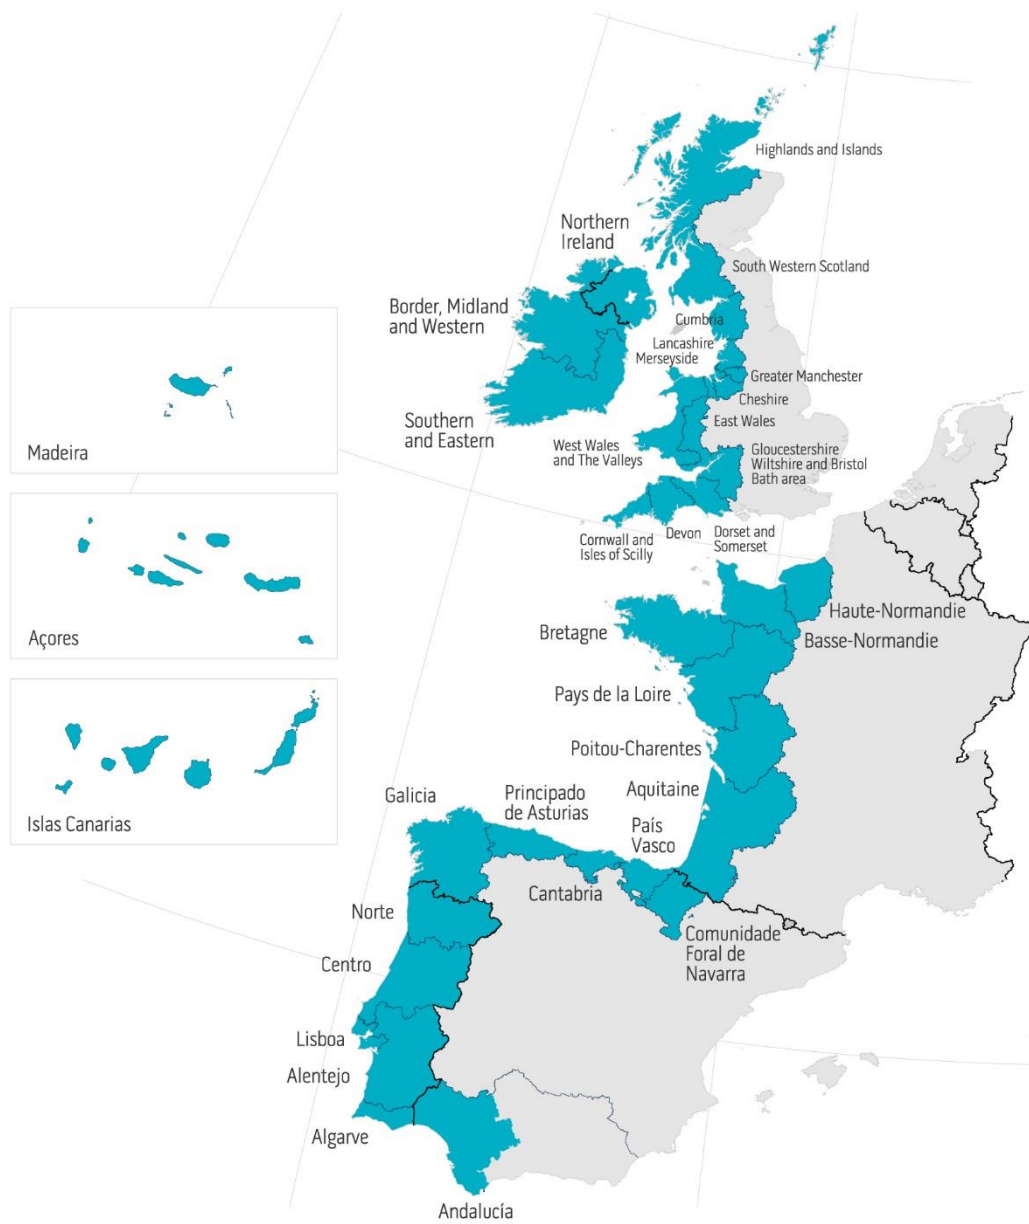 Highlands and Islands
Northern
Ireland
South Western Scotland
Border, Midland
and Western
Cumbria
Lancashire
Merseyside
Greater Manchester
Cheshire
East Wales
Southern
and Eastern
West Wales
and The Valleys
Gloucestershire
Wiltshire and Bristol
Bath area
Cornwall and
Isles of Scilly
Devon
Dorset and
Somerset
Madeira
Açores
Islas Canarias
Haute-Normandie
Basse-Normandie
Bretagne
Pays de la Loire
Poitou-Charentes
Aquitaine
Galicia
Principado
de Asturias
País
Vasco
Cantabria
Comunidade
Foral de
Navarra
Norte
Centro
Lisboa
Alentejo
Algarve
Andalucía